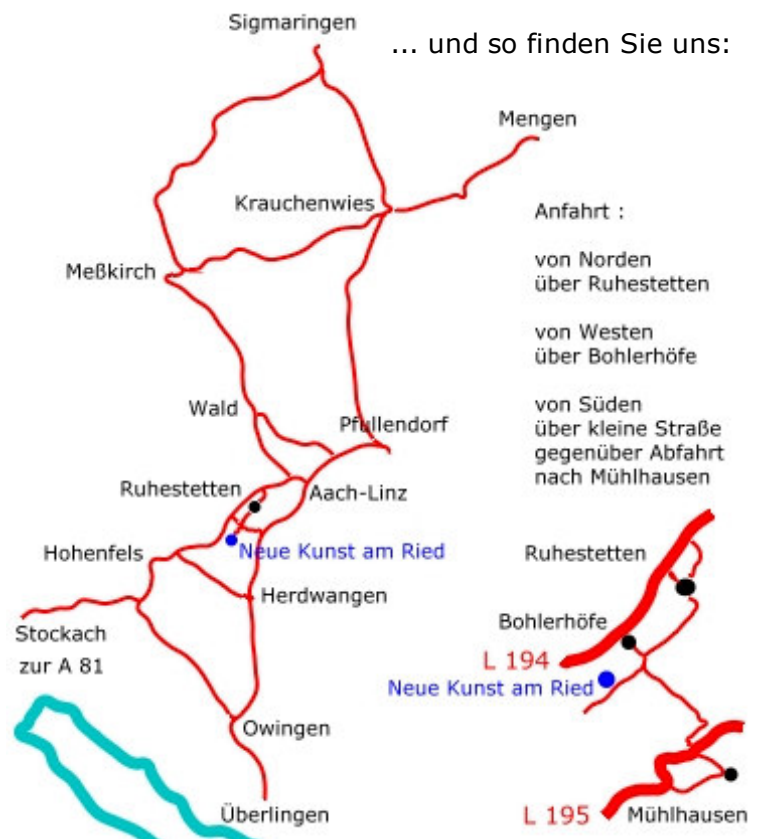 Sigmaringen
... und so finden Sie uns:
Mengen
Krauchenwies
Meßkirch
Wald
Pfullendorf
Ruhestetten
Aach-Linz
Neue Kunst am Ried
Hohenfels
Herdwangen
Stockach
zur A 81
Owingen
Überlingen
Anfahrt :
von Norden
über Ruhestetten
von Westen
über Bohlerhöfe
von Süden
über kleine Straße
gegenüber Abfahrt
nach Mühlhausen
Ruhestetten
Bohlerhöfe
L 194
Neue Kunst am Ried
L 195
Mühlhausen